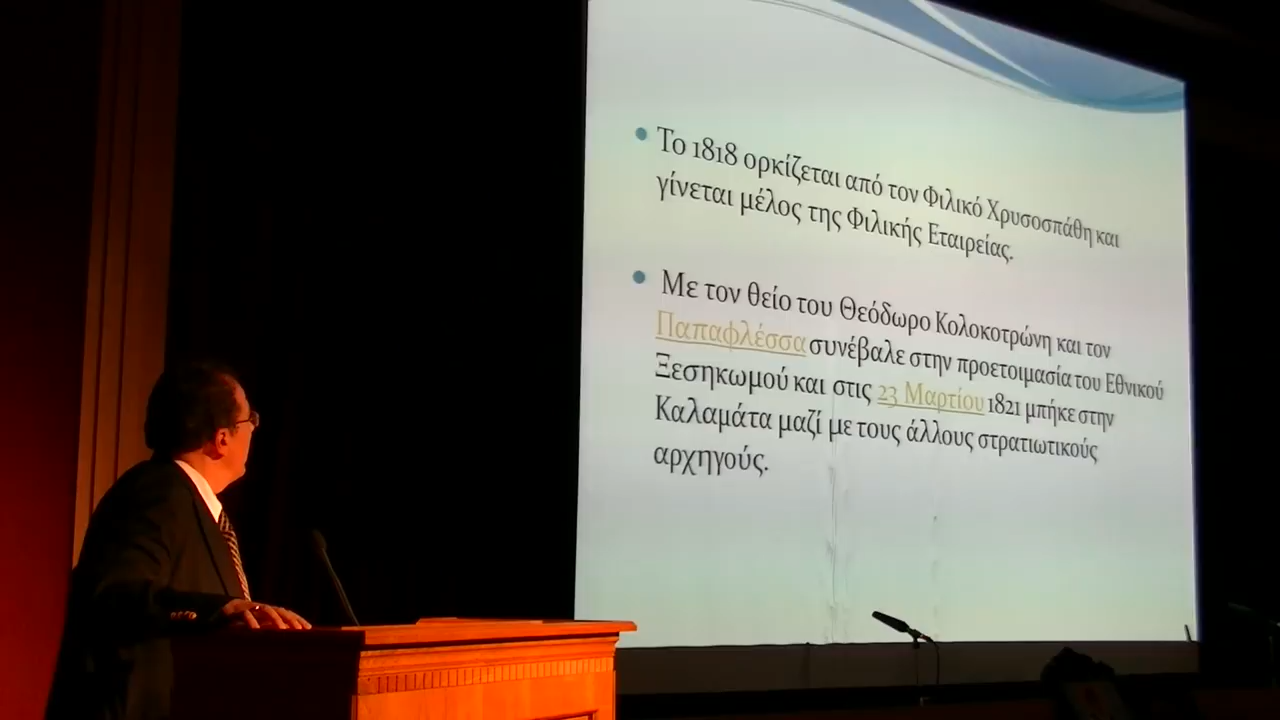 Το 1818 ορκίζεται από τον Φιλικό Χρυσοσπάθη και
γίνεται μέλος της Φιλικής Εταιρείας.
Με τον θείο του Θεόδωρο Κολοκοτρώνη και τον
Παπαφλέσσα συνέβαλε στην προετοιμασία του Εθνικού
Ξεσηκωμού και στις 23 Μαρτίου 1821 μπήκε στην
Καλαμάτα μαζί με τους άλλους στρατιωτικούς
αρχηγούς.